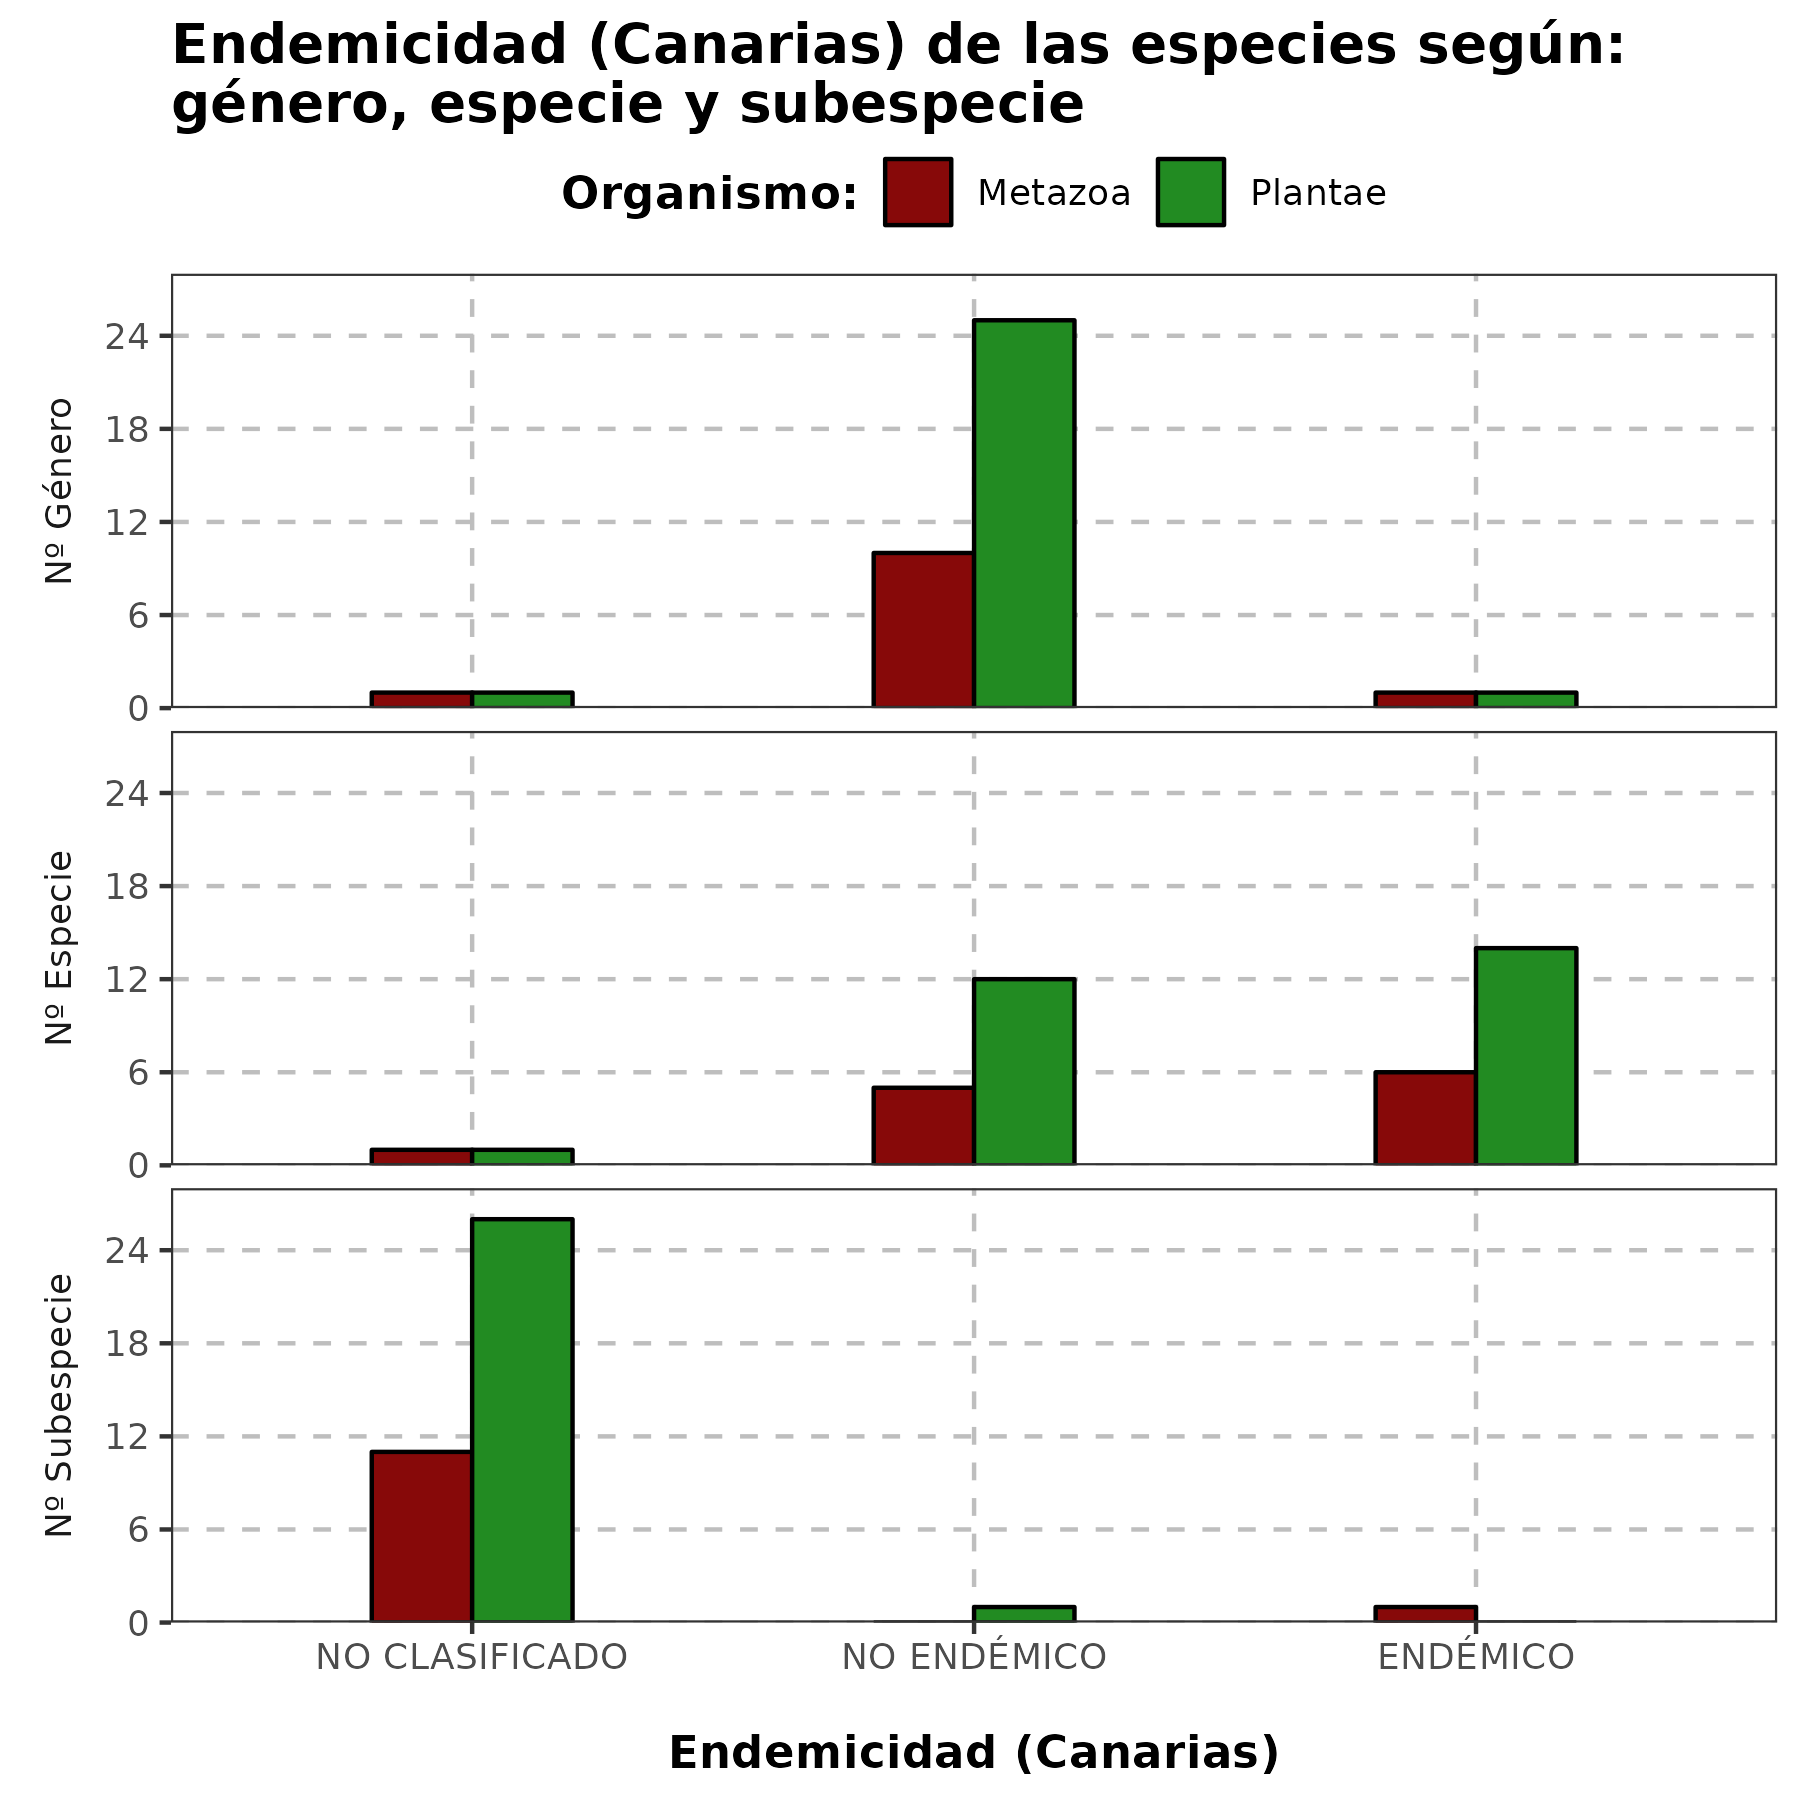 Endemicidad (Canarias) de las especies según:
género, especie y subespecie
Organismo: Metazoa Plantae
Nº Género
24
18
12
6
0
Nº Especie
24
18
12
6
0
Nº Subespecie
24
18
12
6
0
NO CLASIFICADO NO ENDÉMICO ENDÉMICO
Endemicidad (Canarias)